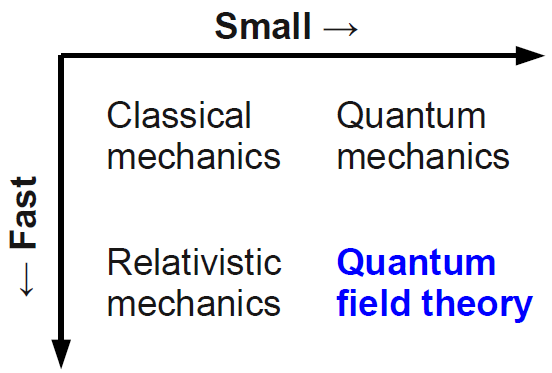 Small →
Classical
mechanics
Quantum
mechanics
← Fast
Relativistic
mechanics
Quantum
field theory